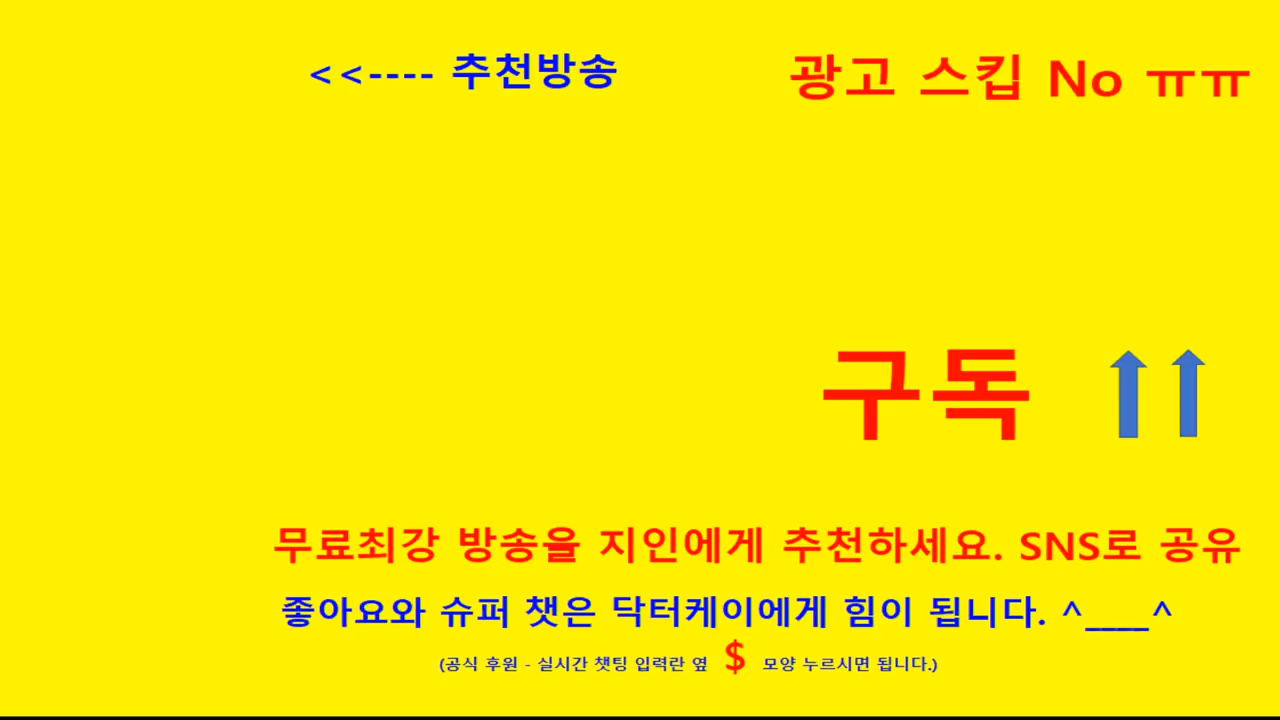 <<---- 추천방송
광고 스킵 No ㅠㅠ
구독
무료최강 방송을 지인에게 추천하세요. SNS로 공유
좋아요와 슈퍼 챗은 닥터케이에게 힘이 됩니다. ^____^
(공식 후원 - 실시간 챗팅 입력란 옆 $ 모양 누르시면 됩니다.)